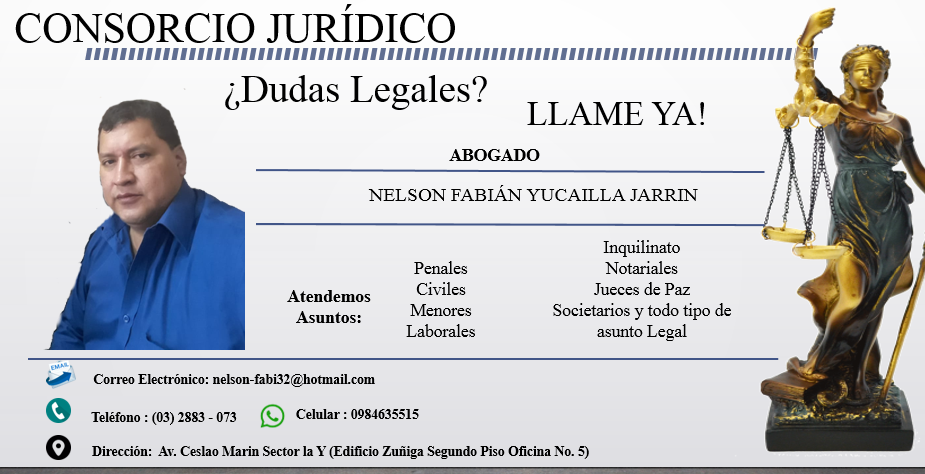 CONSORCIO JURÍDICO
¿Dudas Legales?
LLAME YA!
ABOGADO
NELSON FABIÁN YUCAILLA JARRIN
Atendemos
Asuntos:
Penales
Civiles
Menores
Laborales
Inquilinato
Notariales
Jueces de Paz
Societarios y todo tipo de
asunto Legal
EMAIL
Correo Electrónico: nelson-fabi32@hotmail.com
Teléfono : (03) 2883 - 073
Celular : 0984635515
Dirección: Av. Ceslao Marin Sector la Y (Edificio Zuñiga Segundo Piso Oficina No. 5)